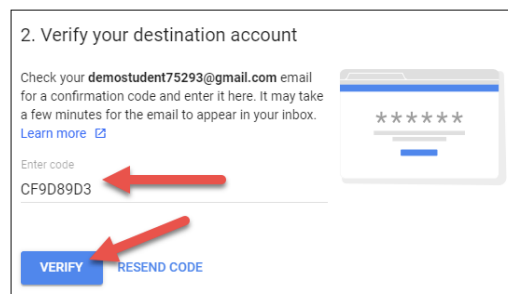 2. Verify your destination account
Check your demostudent75293@gmail.com email
for a confirmation code and enter it here. It may take
a few minutes for the email to appear in your inbox.
Learn more
Enter code
CF9D89D3
******
VERIFY RESEND CODE